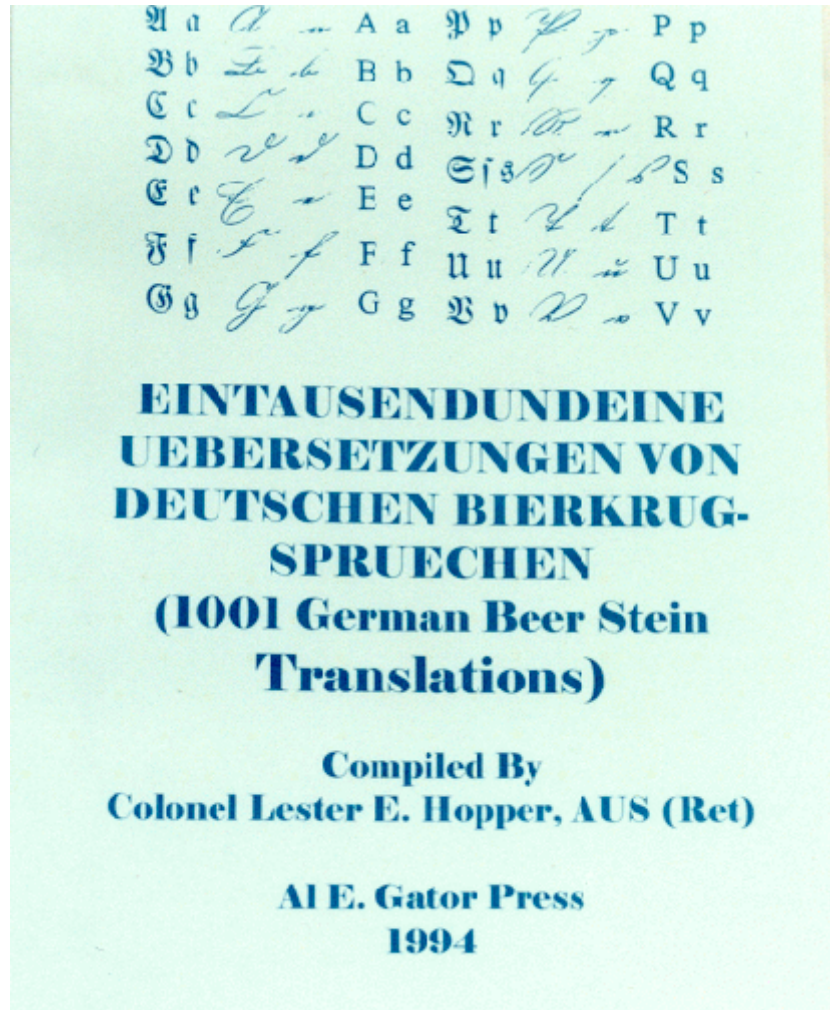 𝔄 𝔞 A a A a 𝔓 𝔭 P p P p
𝔅 𝔟 B b B b 𝔔 𝔮 Q q Q q
ℭ 𝔠 C c C c ℜ 𝔯 R r R r
𝔇 𝔡 D d D d 𝔖 ſ 𝔰 S ſ s S s
𝔈 𝔢 E e E e 𝔗 𝔱 T t T t
𝔉 𝔣 F f F f 𝔘 𝔲 U u U u
𝔊 𝔤 G g G g 𝔙 𝔳 V v V v
EINTAUSENDUNDEINE
UEBERSETZUNGEN VON
DEUTSCHEN BIERKRUG-
SPRUECHEN
(1001 German Beer Stein
Translations)
Compiled By
Colonel Lester E. Hopper, AUS (Ret)
Al E. Gator Press
1994